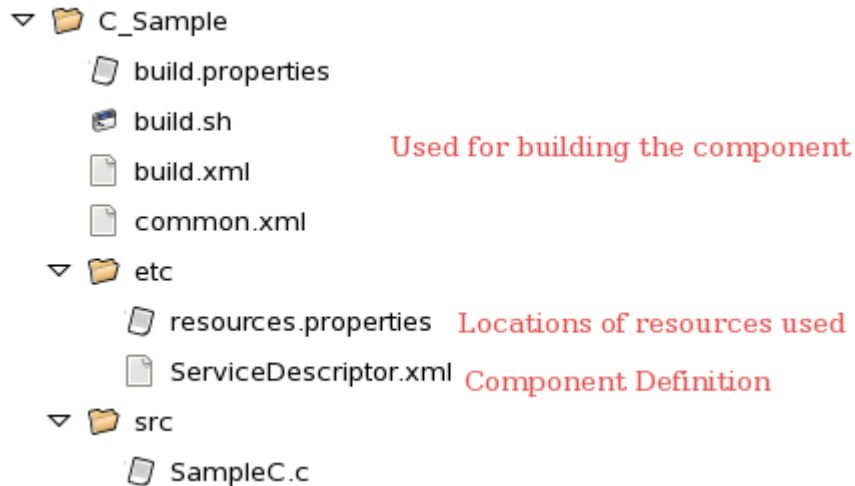 C_Sample
build.properties
build.sh
Used for building the component
build.xml
common.xml
etc
resources.properties Locations of resources used
ServiceDescriptor.xml Component Definition
src
SampleC.c